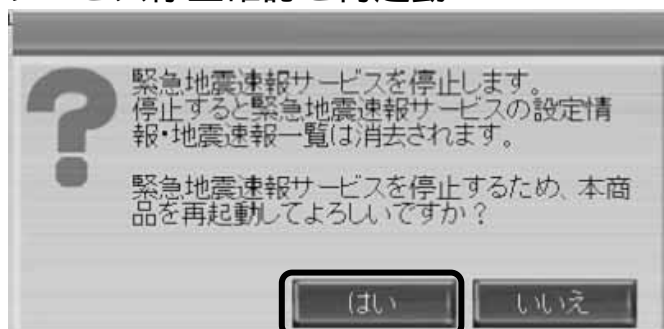 緊急地震速報サービスを停止します。
停止すると緊急地震速報サービスの設定情
報・地震速報一覧は消去されます。
緊急地震速報サービスを停止するため、本商
品を再起動してよろしいですか？
はい
いいえ